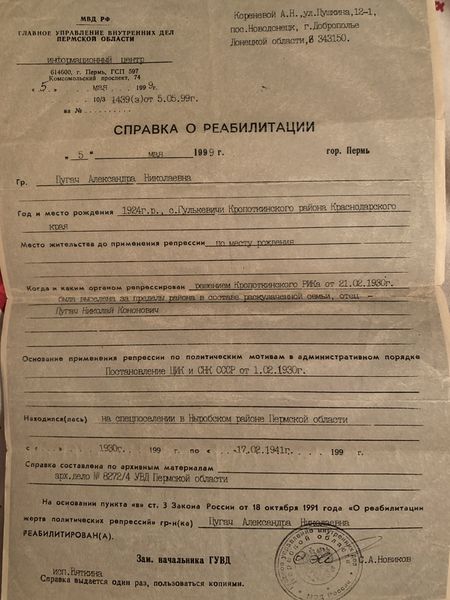 МВД РФ
ГЛАВНОЕ УПРАВЛЕНИЕ ВНУТРЕННИХ ДЕЛ
ПЕРМСКОЙ ОБЛАСТИ
информационный центр
614600, г. Пермь, ГСП 597
Комсомольский проспект, 74
« 5 » мая 1999 г.
10/3 1439(а)от 5.05.99г.
на №
Кореневой А.Н.,ул.Пушкина,12-1,
пос.Новодонецк, г.Доброполье
Донецкой области, 343150.
СПРАВКА О РЕАБИЛИТАЦИИ
„ 5 “ мая 1999 г. гор. Пермь
Гр. Пугач Александра Николаевна
Год и место рождения 1924г.р., с.Гулькевичи Кропоткинского района Краснодарского
края
Место жительства до применения репрессии по месту рождения
Когда и каким органом репрессирован решением Кропоткинского РИКа от 21.02.1930г.
была выселена за пределы района в составе раскулаченной семьи, отец -
Пугач Николай Кононович
Основание применения репрессии по политическим мотивам в административном порядке
Постановление ЦИК и СНК СССР от 1.02.1930г.
Находился(лась) на спецпоселении в Ныробском районе Пермской области
с « » 1930г. 199 г. по « -17.02.1941г. 199 г.
Справка составлена по архивным материалам
арх.дело № 8272/4 УВД Пермской области
На основании пункта «в» ст. 3 Закона России от 18 октября 1991 года «О реабилитации
жертв политических репрессий» гр-н(ка) Пугач Александра Николаевна
РЕАБИЛИТИРОВАН(А).
Зам. начальника ГУВД С.А.Новиков
исп.Вяткина
Справка выдается один раз, пользоваться копиями.